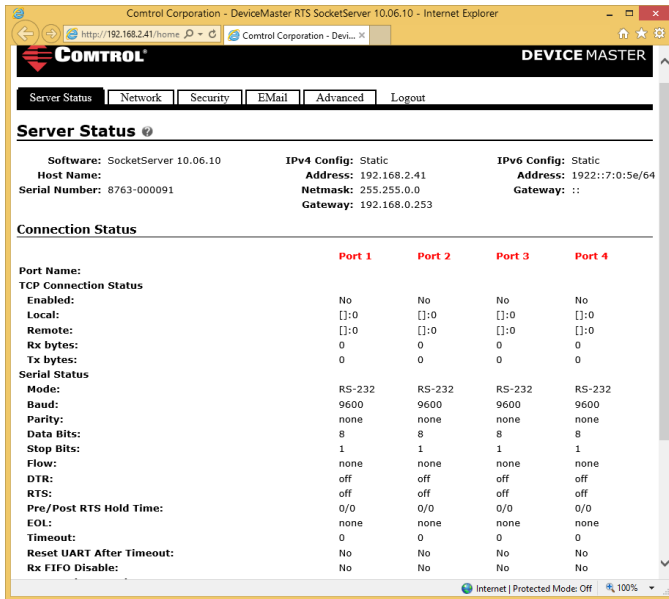 Comtrol Corporation - DeviceMaster RTS SocketServer 10.06.10 - Internet Explorer
http://192.168.2.41/home
Comtrol Corporation - Devi...
COMTROL®
DEVICEMASTER
Server Status Network Security EMail Advanced Logout
Server Status
Software: SocketServer 10.06.10 IPv4 Config: Static IPv6 Config: Static
Host Name: Address: 192.168.2.41 Address: 1922::7:0:5e/64
Serial Number: 8763-000091 Netmask: 255.255.0.0 Gateway: ::
Gateway: 192.168.0.253
Connection Status
Port 1 Port 2 Port 3 Port 4
Port Name:
TCP Connection Status
Enabled: No No No No
Local: []:0 []:0 []:0 []:0
Remote: []:0 []:0 []:0 []:0
Rx bytes: 0 0 0 0
Tx bytes: 0 0 0 0
Serial Status
Mode: RS-232 RS-232 RS-232 RS-232
Baud: 9600 9600 9600 9600
Parity: none none none none
Data Bits: 8 8 8 8
Stop Bits: 1 1 1 1
Flow: none none none none
DTR: off off off off
RTS: off off off off
Pre/Post RTS Hold Time: 0/0 0/0 0/0 0/0
EOL: none none none none
Timeout: 0 0 0 0
Reset UART After Timeout: No No No No
Rx FIFO Disable: No No No No
Internet | Protected Mode: Off 100%